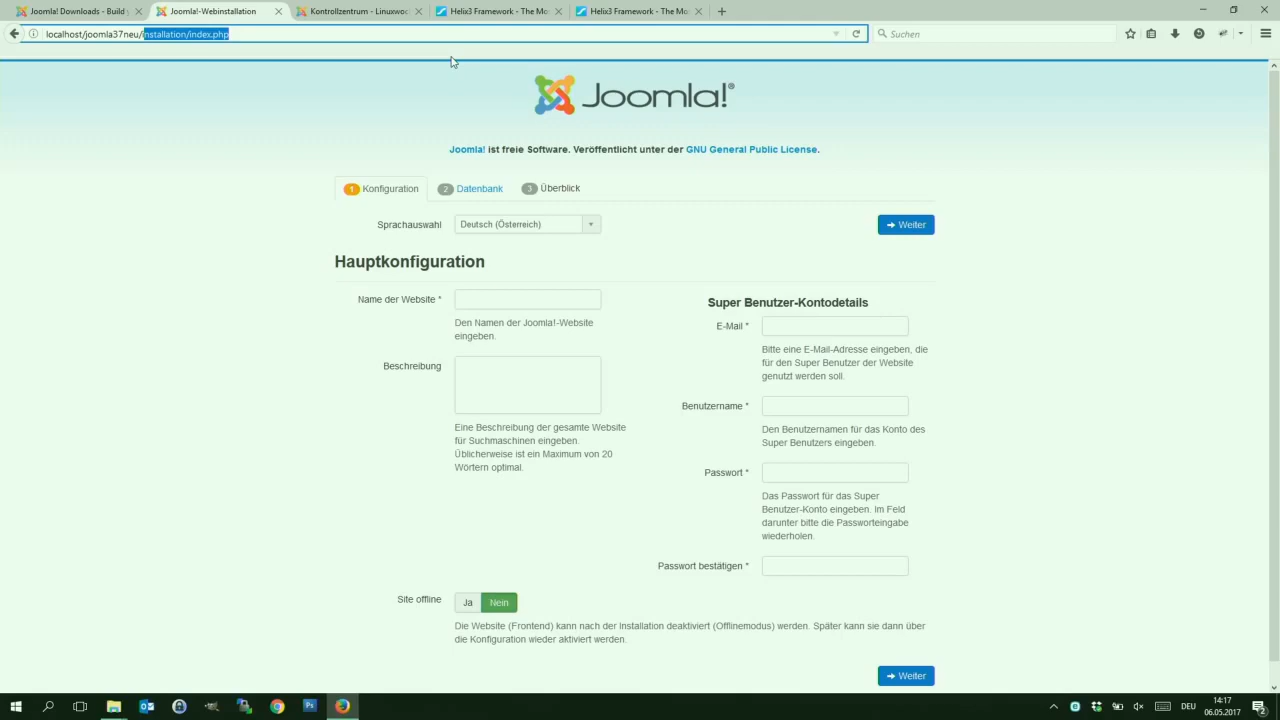 Joomla! Downloads - Build
Joomla!-Webinstallation
Kontrollzentrum - Linuxwo
Helix3 Framework - The Mo
Helix3 Framework - The Mo
localhost/joomla37neu/installation/index.php
Suchen
Joomla!®
Joomla! ist freie Software. Veröffentlicht unter der GNU General Public License.
1 Konfiguration
2 Datenbank
3 Überblick
Sprachauswahl
Deutsch (Österreich)
Weiter
Hauptkonfiguration
Name der Website *
Den Namen der Joomla!-Website
eingeben.
Beschreibung
Eine Beschreibung der gesamte Website
für Suchmaschinen eingeben.
Üblicherweise ist ein Maximum von 20
Wörtern optimal.
Super Benutzer-Kontodetails
E-Mail *
Bitte eine E-Mail-Adresse eingeben, die
für den Super Benutzer der Website
genutzt werden soll.
Benutzername *
Den Benutzernamen für das Konto des
Super Benutzers eingeben.
Passwort *
Das Passwort für das Super
Benutzer-Konto eingeben. Im Feld
darunter bitte die Passworteingabe
wiederholen.
Passwort bestätigen *
Site offline
Ja
Nein
Die Website (Frontend) kann nach der Installation deaktiviert (Offlinemodus) werden. Später kann sie dann über
die Konfiguration wieder aktiviert werden.
Weiter
DEU
14:17
06.05.2017